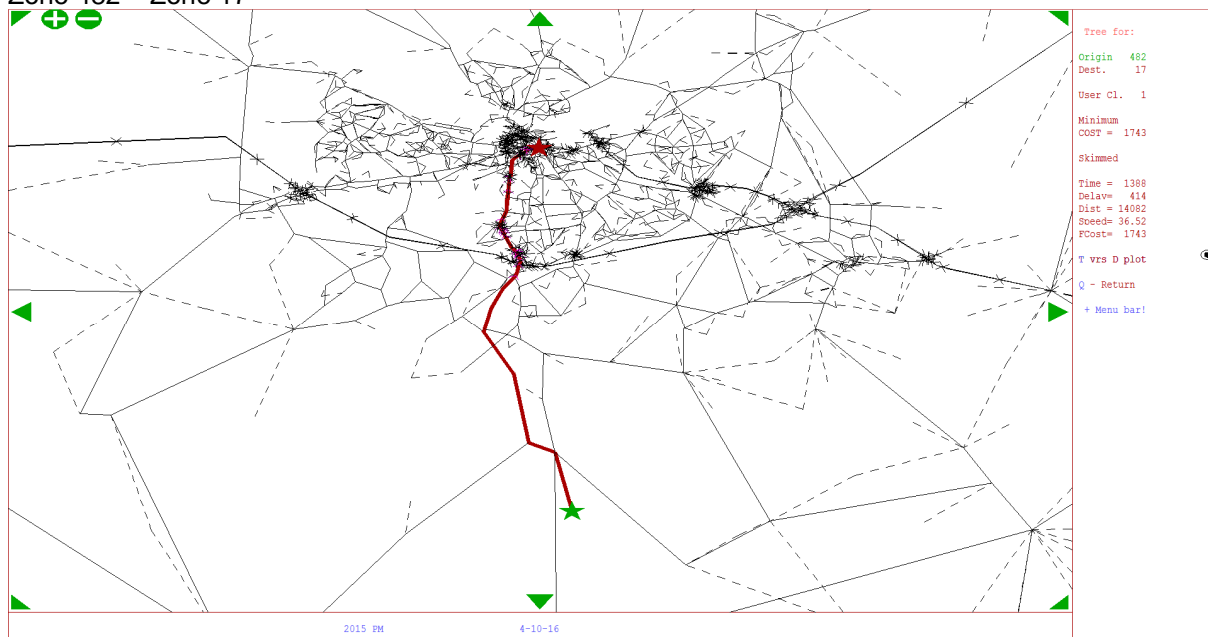 Tree for:
Origin 482
Dest. 17
User Cl. 1
Minimum
COST = 1743
Skimmed
Time = 1388
Delay= 414
Dist = 14082
Speed= 36.52
FCost= 1743
T vrs D plot
Q - Return
+ Menu bar!
2015 PM 4-10-16